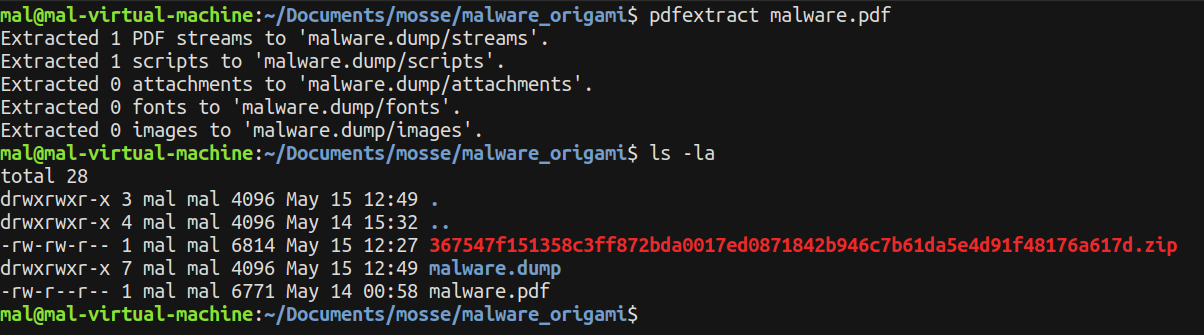 mal@mal-virtual-machine:~/Documents/mosse/malware_origami$ pdfextract malware.pdf
Extracted 1 PDF streams to 'malware.dump/streams'.
Extracted 1 scripts to 'malware.dump/scripts'.
Extracted 0 attachments to 'malware.dump/attachments'.
Extracted 0 fonts to 'malware.dump/fonts'.
Extracted 0 images to 'malware.dump/images'.
mal@mal-virtual-machine:~/Documents/mosse/malware_origami$ ls -la
total 28
drwxrwxr-x 3 mal mal 4096 May 15 12:49 .
drwxrwxr-x 4 mal mal 4096 May 14 15:32 ..
-rw-rw-r-- 1 mal mal 6814 May 15 12:27 367547f151358c3ff872bda0017ed0871842b946c7b61da5e4d91f48176a617d.zip
drwxrwxr-x 7 mal mal 4096 May 15 12:49 malware.dump
-rw-r--r-- 1 mal mal 6771 May 14 00:58 malware.pdf
mal@mal-virtual-machine:~/Documents/mosse/malware_origami$